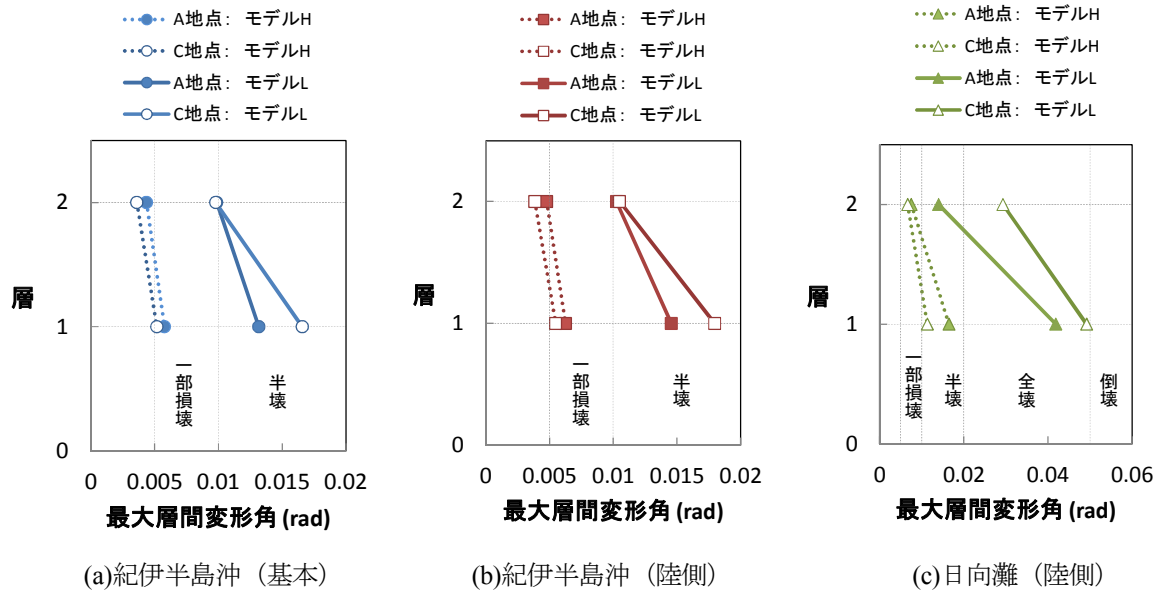 A地点： モデルH
C地点： モデルH
A地点： モデルL
C地点： モデルL
層
2
1
0
一部損壊
半壊
0 0.005 0.01 0.015 0.02
最大層間変形角 (rad)
(a)紀伊半島沖（基本）
A地点： モデルH
C地点： モデルH
A地点： モデルL
C地点： モデルL
層
2
1
0
一部損壊
半壊
0 0.005 0.01 0.015 0.02
最大層間変形角 (rad)
(b)紀伊半島沖（陸側）
A地点： モデルH
C地点： モデルH
A地点： モデルL
C地点： モデルL
層
2
1
0
一部損壊
半壊
全壊
倒壊
0 0.02 0.04 0.06
最大層間変形角 (rad)
(c)日向灘（陸側）